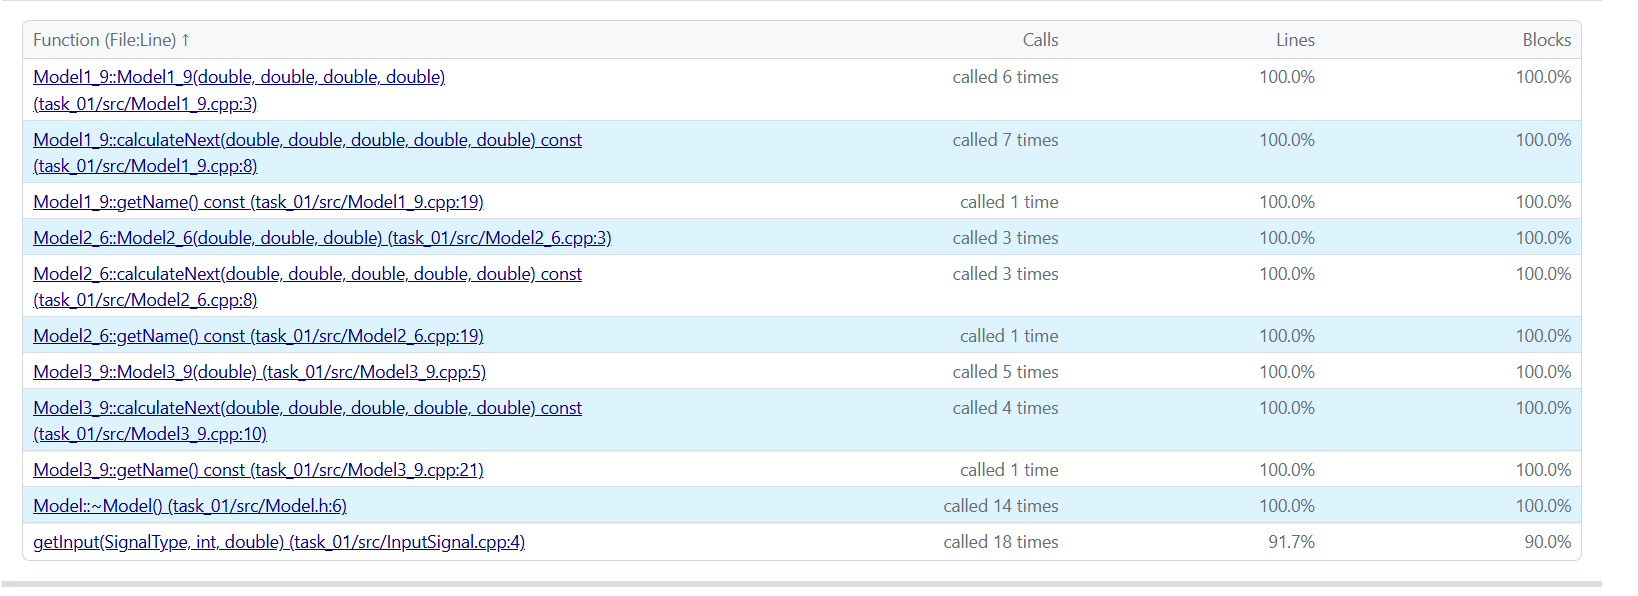 Function (File:Line) ↑ Calls Lines Blocks
Model1_9::Model1_9(double, double, double, double) called 6 times 100.0% 100.0%
(task_01/src/Model1_9.cpp:3)
Model1_9::calculateNext(double, double, double, double, double) const called 7 times 100.0% 100.0%
(task_01/src/Model1_9.cpp:8)
Model1_9::getName() const (task_01/src/Model1_9.cpp:19) called 1 time 100.0% 100.0%
Model2_6::Model2_6(double, double, double) (task_01/src/Model2_6.cpp:3) called 3 times 100.0% 100.0%
Model2_6::calculateNext(double, double, double, double, double) const called 3 times 100.0% 100.0%
(task_01/src/Model2_6.cpp:8)
Model2_6::getName() const (task_01/src/Model2_6.cpp:19) called 1 time 100.0% 100.0%
Model3_9::Model3_9(double) (task_01/src/Model3_9.cpp:5) called 5 times 100.0% 100.0%
Model3_9::calculateNext(double, double, double, double, double) const called 4 times 100.0% 100.0%
(task_01/src/Model3_9.cpp:10)
Model3_9::getName() const (task_01/src/Model3_9.cpp:21) called 1 time 100.0% 100.0%
Model::~Model() (task_01/src/Model.h:6) called 14 times 100.0% 100.0%
getInput(SignalType, int, double) (task_01/src/InputSignal.cpp:4) called 18 times 91.7% 90.0%